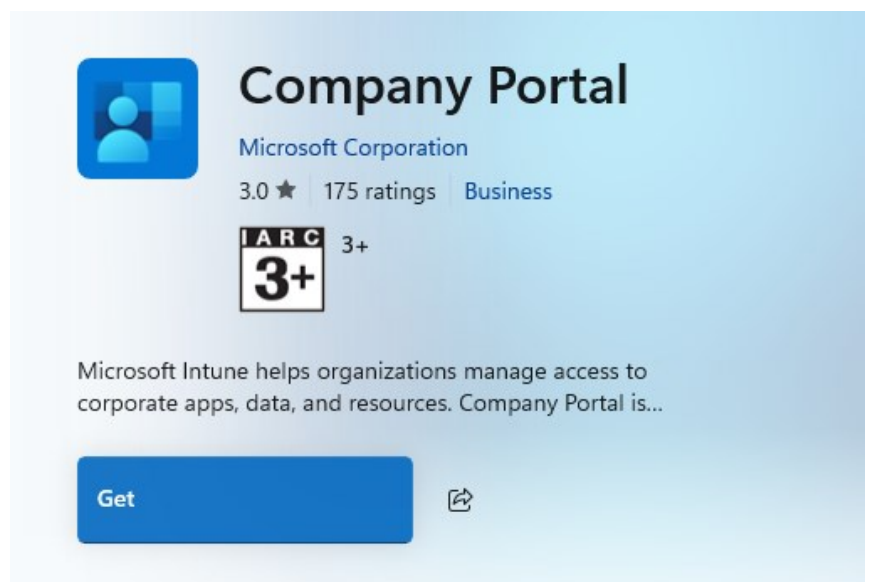 Company Portal
Microsoft Corporation
3.0 ★ 175 ratings Business
IARC
3+ 3+
Microsoft Intune helps organizations manage access to
corporate apps, data, and resources. Company Portal is...
Get